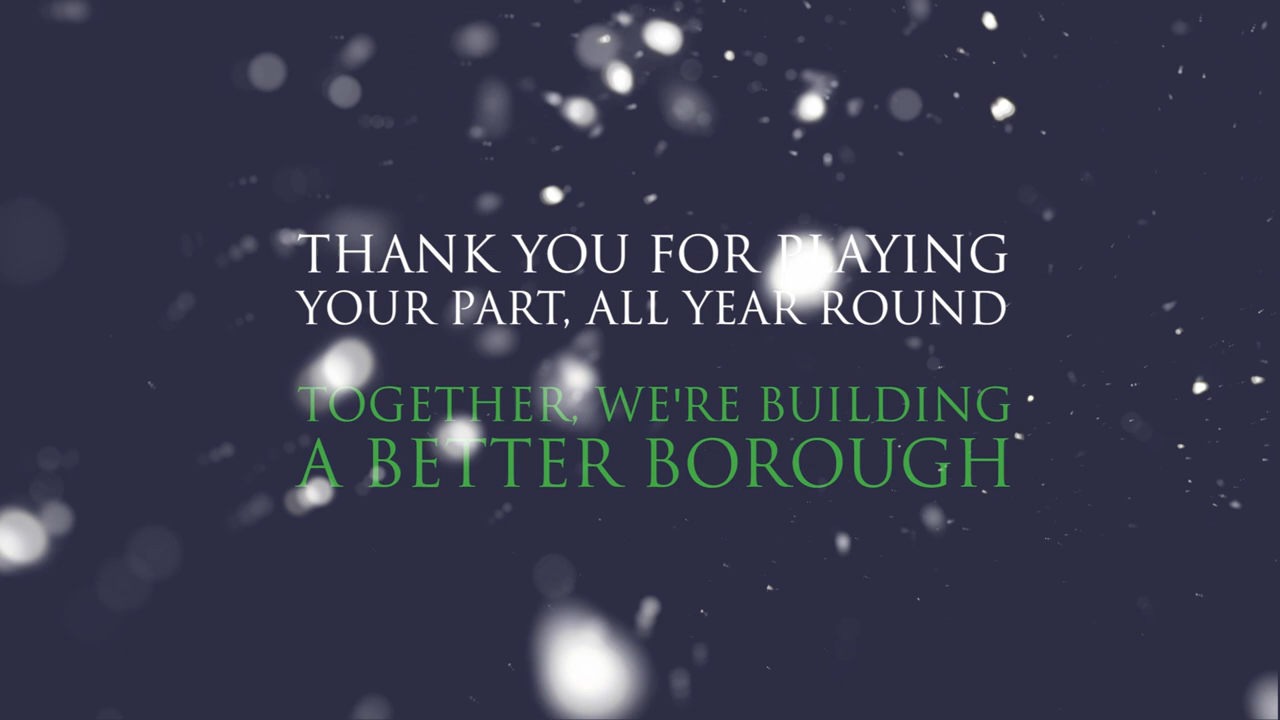 THANK YOU FOR PLAYING
YOUR PART, ALL YEAR ROUND
TOGETHER, WE'RE BUILDING
A BETTER BOROUGH